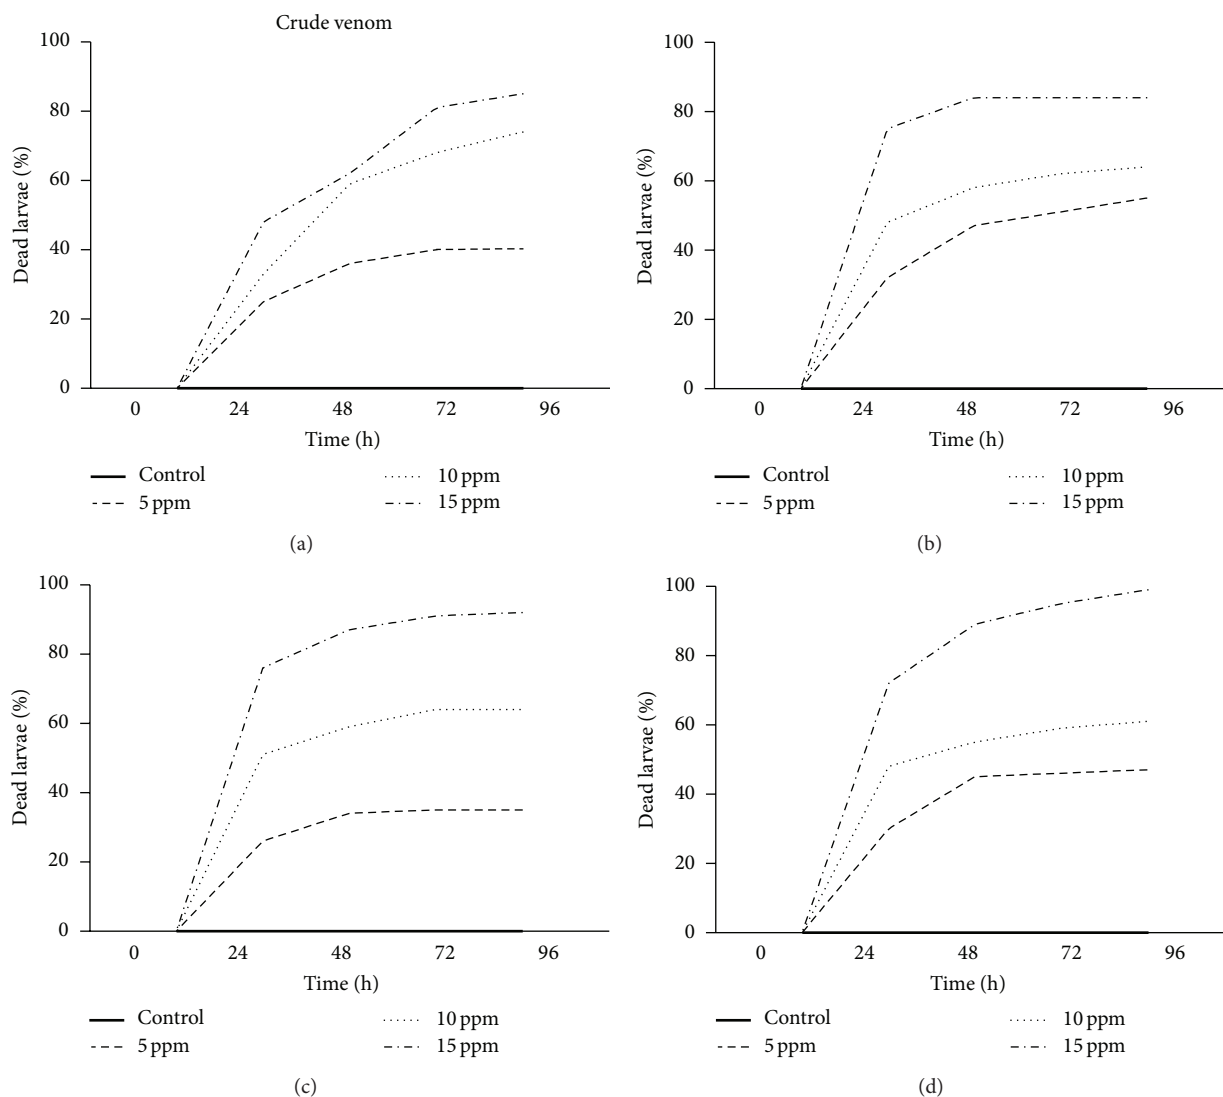 Crude venom
100
80
60
40
20
0
Dead larvae (%)
0 24 48 72 96
Time (h)
Control 10 ppm
5 ppm 15 ppm
(a)
100
80
60
40
20
0
Dead larvae (%)
0 24 48 72 96
Time (h)
Control 10 ppm
5 ppm 15 ppm
(b)
100
80
60
40
20
0
Dead larvae (%)
0 24 48 72 96
Time (h)
Control 10 ppm
5 ppm 15 ppm
(c)
100
80
60
40
20
0
Dead larvae (%)
0 24 48 72 96
Time (h)
Control 10 ppm
5 ppm 15 ppm
(d)